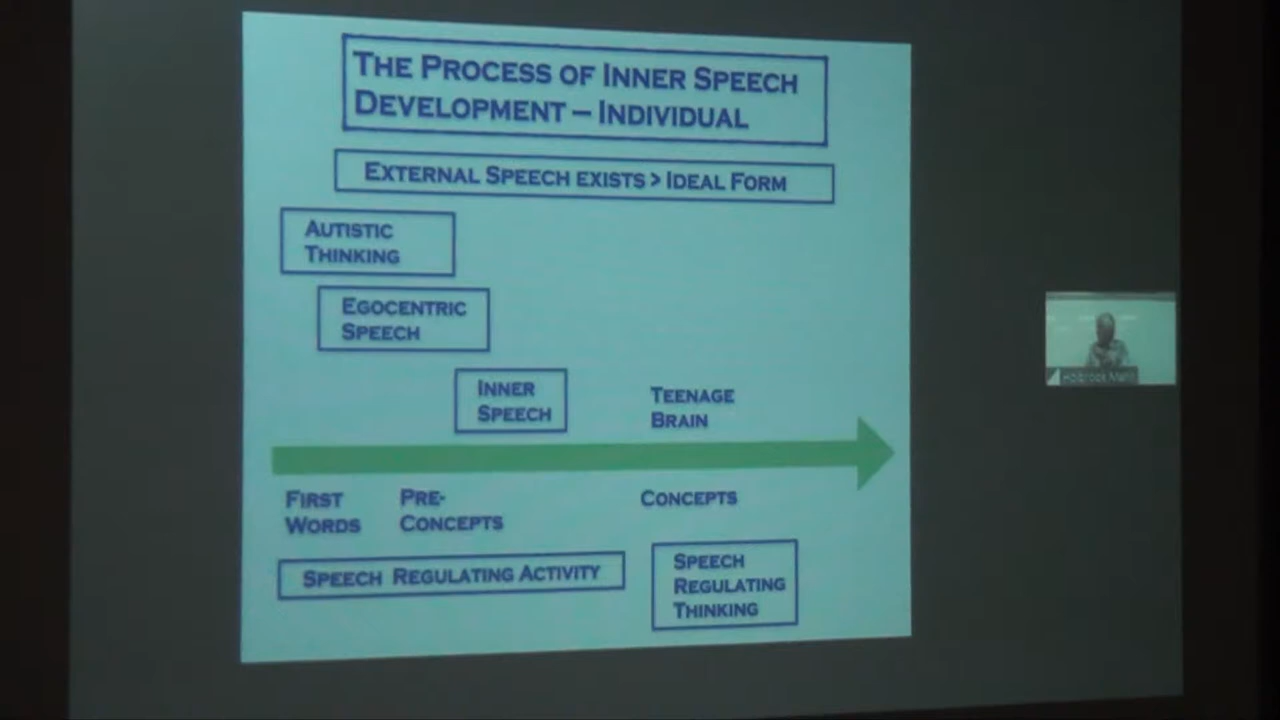 THE PROCESS OF INNER SPEECH
DEVELOPMENT – INDIVIDUAL
EXTERNAL SPEECH EXISTS > IDEAL FORM
AUTISTIC
THINKING
EGOCENTRIC
SPEECH
INNER
SPEECH
TEENAGE
BRAIN
FIRST
WORDS
PRE-
CONCEPTS
CONCEPTS
SPEECH REGULATING ACTIVITY
SPEECH
REGULATING
THINKING
Holbrook